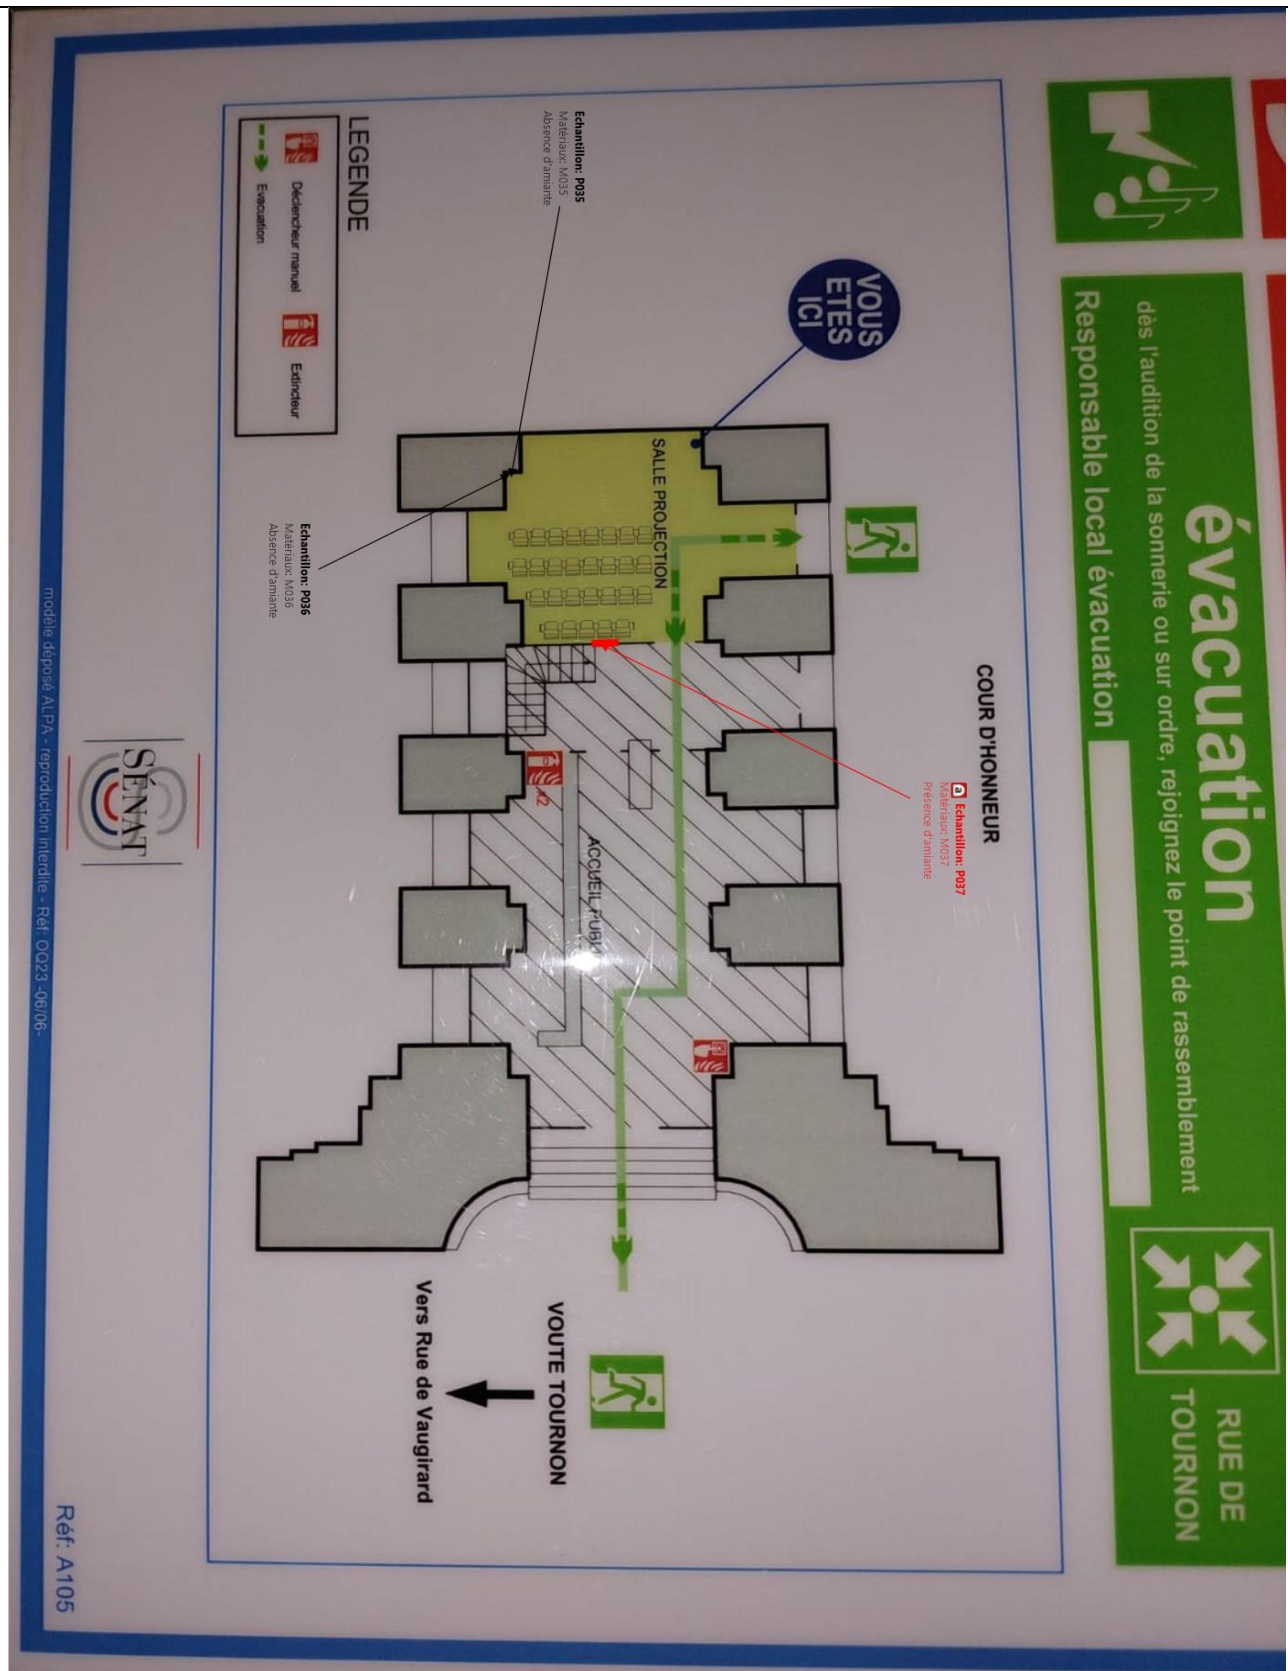 évacuation
dès l'audition de la sonnerie ou sur ordre, rejoignez le point de rassemblement
Responsable local évacuation
RUE DE
TOURNON
COUR D'HONNEUR
a Echantillon: P037
Matériaux: M037
Présence d'amiante
VOUS
ETES
ICI
SALLE PROJECTION
ACCUEIL PUBL
x2
VOUTE TOURNON
Vers Rue de Vaugirard
Echantillon: P035
Matériaux: M035
Absence d'amiante
Echantillon: P036
Matériaux: M036
Absence d'amiante
LEGENDE
Déclencheur manuel
Extincteur
Evacuation
SÉNAT
Réf: A105
modèle déposé ALPA - reproduction interdite - Réf: OQ23 -06/06-